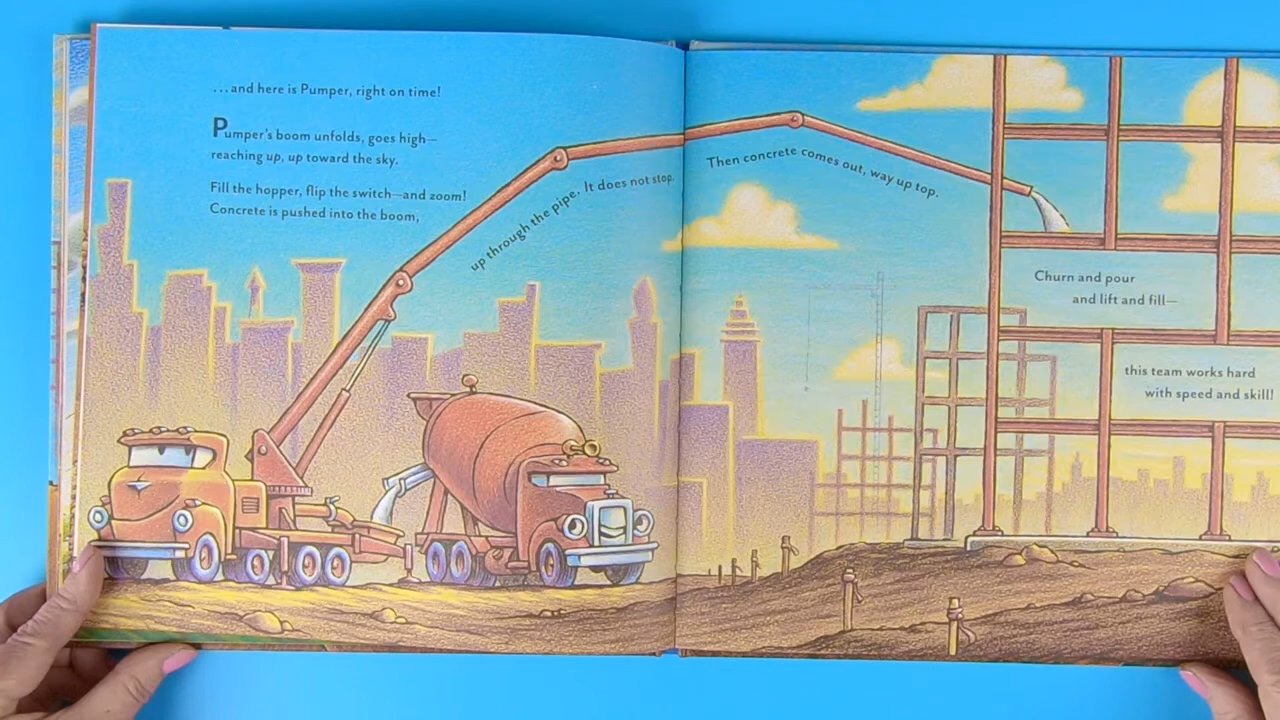 ...and here is Pumper, right on time!
Pumper's boom unfolds, goes high—
reaching up, up toward the sky.
Fill the hopper, flip the switch—and zoom!
Concrete is pushed into the boom,
up through the pipe. It does not stop.
Then concrete comes out, way up top.
Churn and pour
and lift and fill—
this team works hard
with speed and skill!